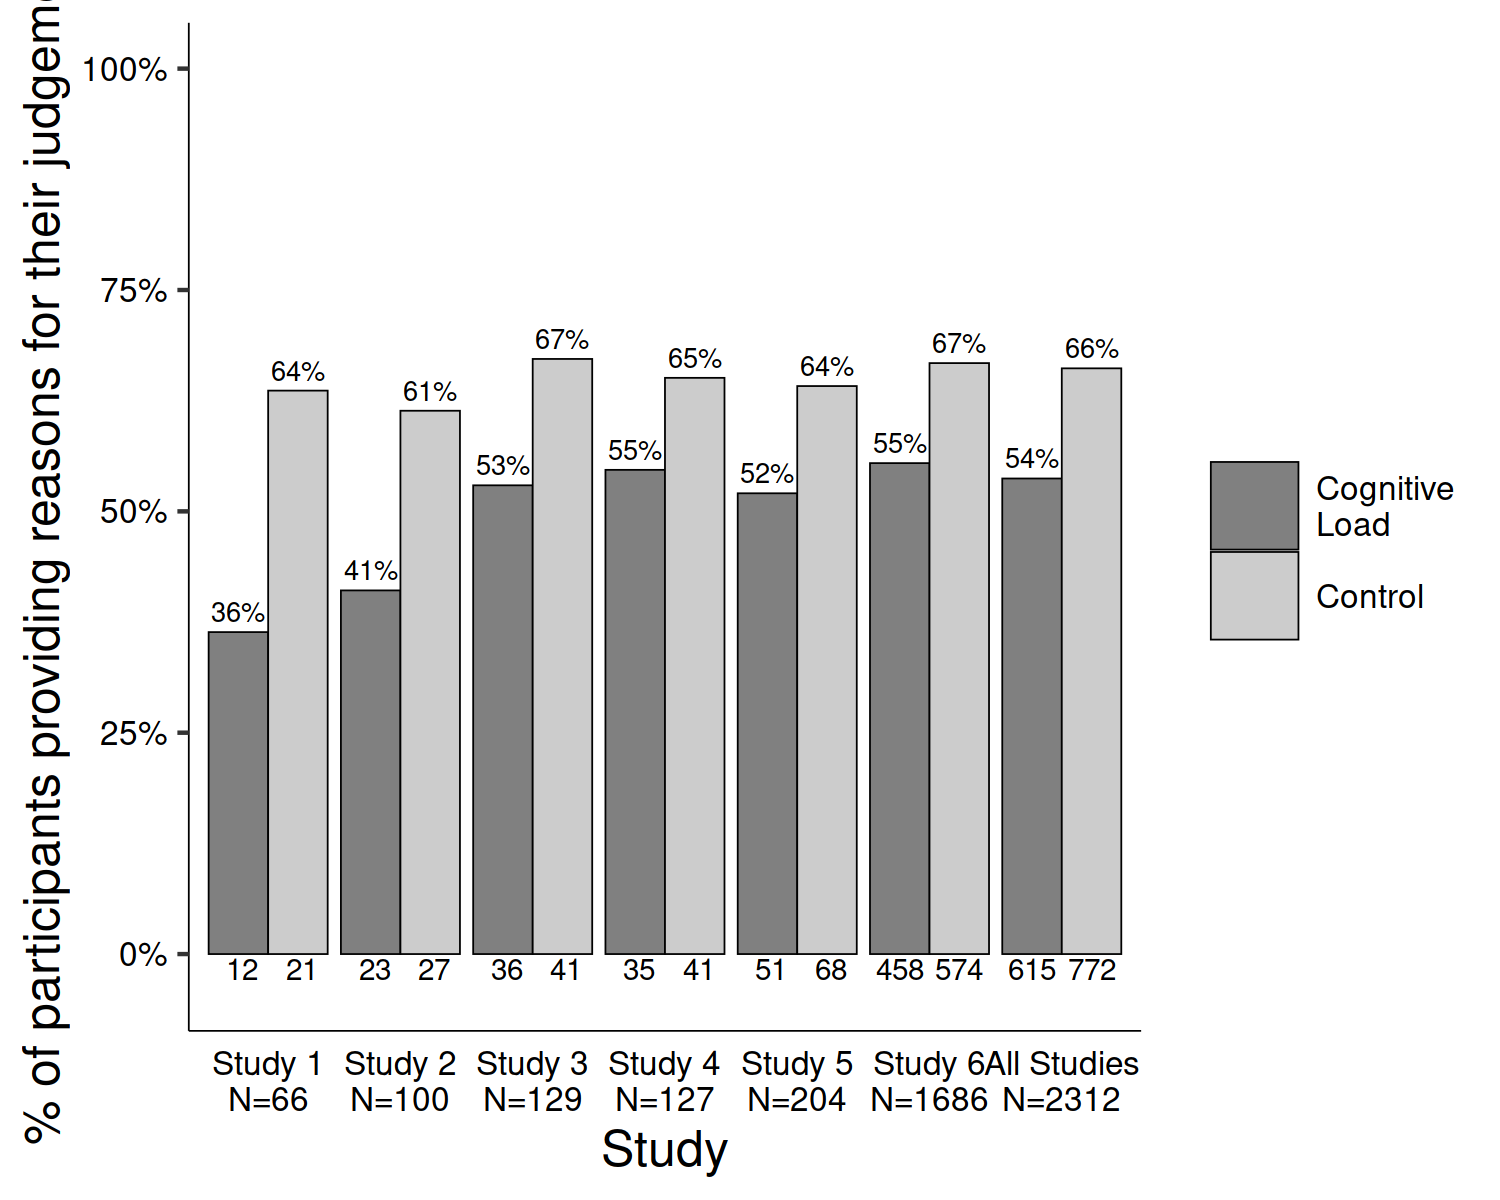 % of participants providing reasons for their
100%
75%
50%
25%
0%
36% 64% 41% 61% 53% 67% 55% 65% 52% 64% 55% 67% 54% 66%
12 21 23 27 36 41 35 41 51 68 458 574 615 772
Study 1 Study 2 Study 3 Study 4 Study 5 Study 6 All Studies
N=66 N=100 N=129 N=127 N=204 N=1686 N=2312
Study
Cognitive
Load
Control